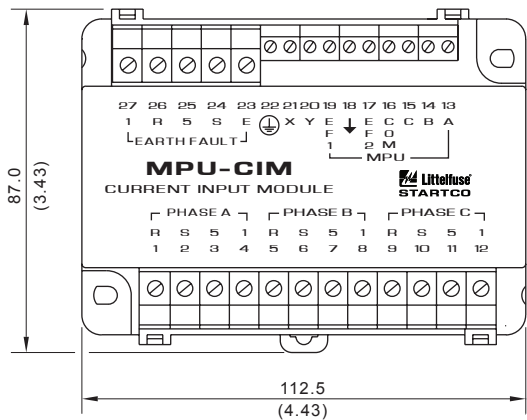 27 26 25 24 23 22 21 20 19 18 17 16 15 14 13
1 R 5 S E X Y E ↓ E C C B A
F F O
EARTH FAULT 1 2 M
MPU
MPU-CIM
CURRENT INPUT MODULE
Littelfuse®
STARTCO
PHASE A PHASE B PHASE C
R S 5 1 R S 5 1 R S 5 1
1 2 3 4 5 6 7 8 9 10 11 12
87.0
(3.43)
112.5
(4.43)